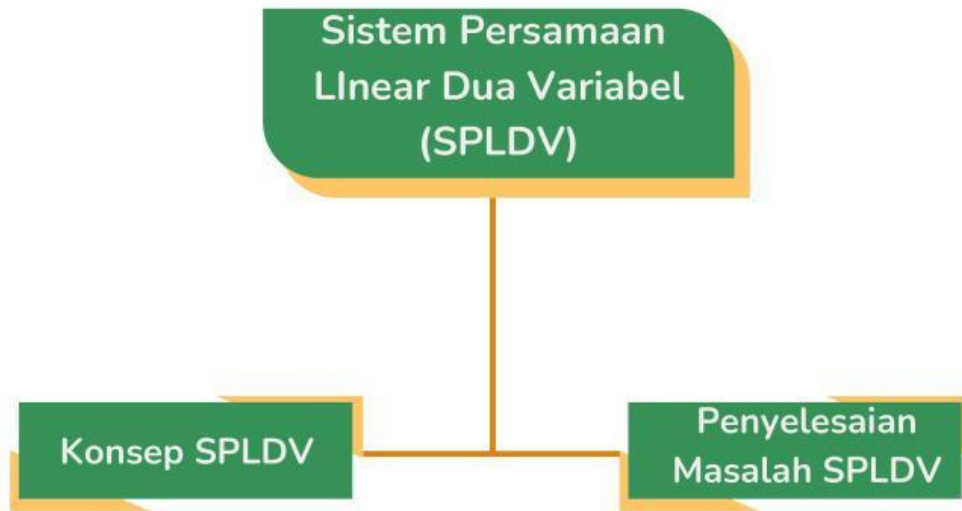 Sistem Persamaan
LInear Dua Variabel
(SPLDV)
Konsep SPLDV
Penyelesaian
Masalah SPLDV